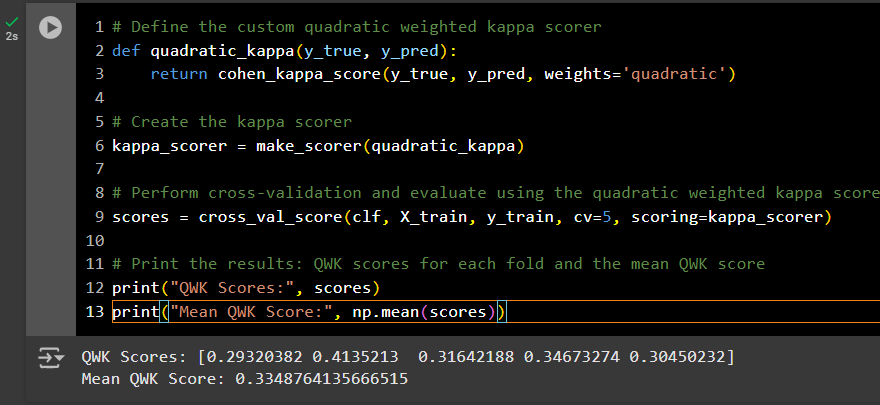 2s
1 # Define the custom quadratic weighted kappa scorer
2 def quadratic_kappa(y_true, y_pred):
3     return cohen_kappa_score(y_true, y_pred, weights='quadratic')
4
5 # Create the kappa scorer
6 kappa_scorer = make_scorer(quadratic_kappa)
7
8 # Perform cross-validation and evaluate using the quadratic weighted kappa score
9 scores = cross_val_score(clf, X_train, y_train, cv=5, scoring=kappa_scorer)
10
11 # Print the results: QWK scores for each fold and the mean QWK score
12 print("QWK Scores:", scores)
13 print("Mean QWK Score:", np.mean(scores))
QWK Scores: [0.29320382 0.4135213  0.31642188 0.34673274 0.30450232]
Mean QWK Score: 0.3348764135666515